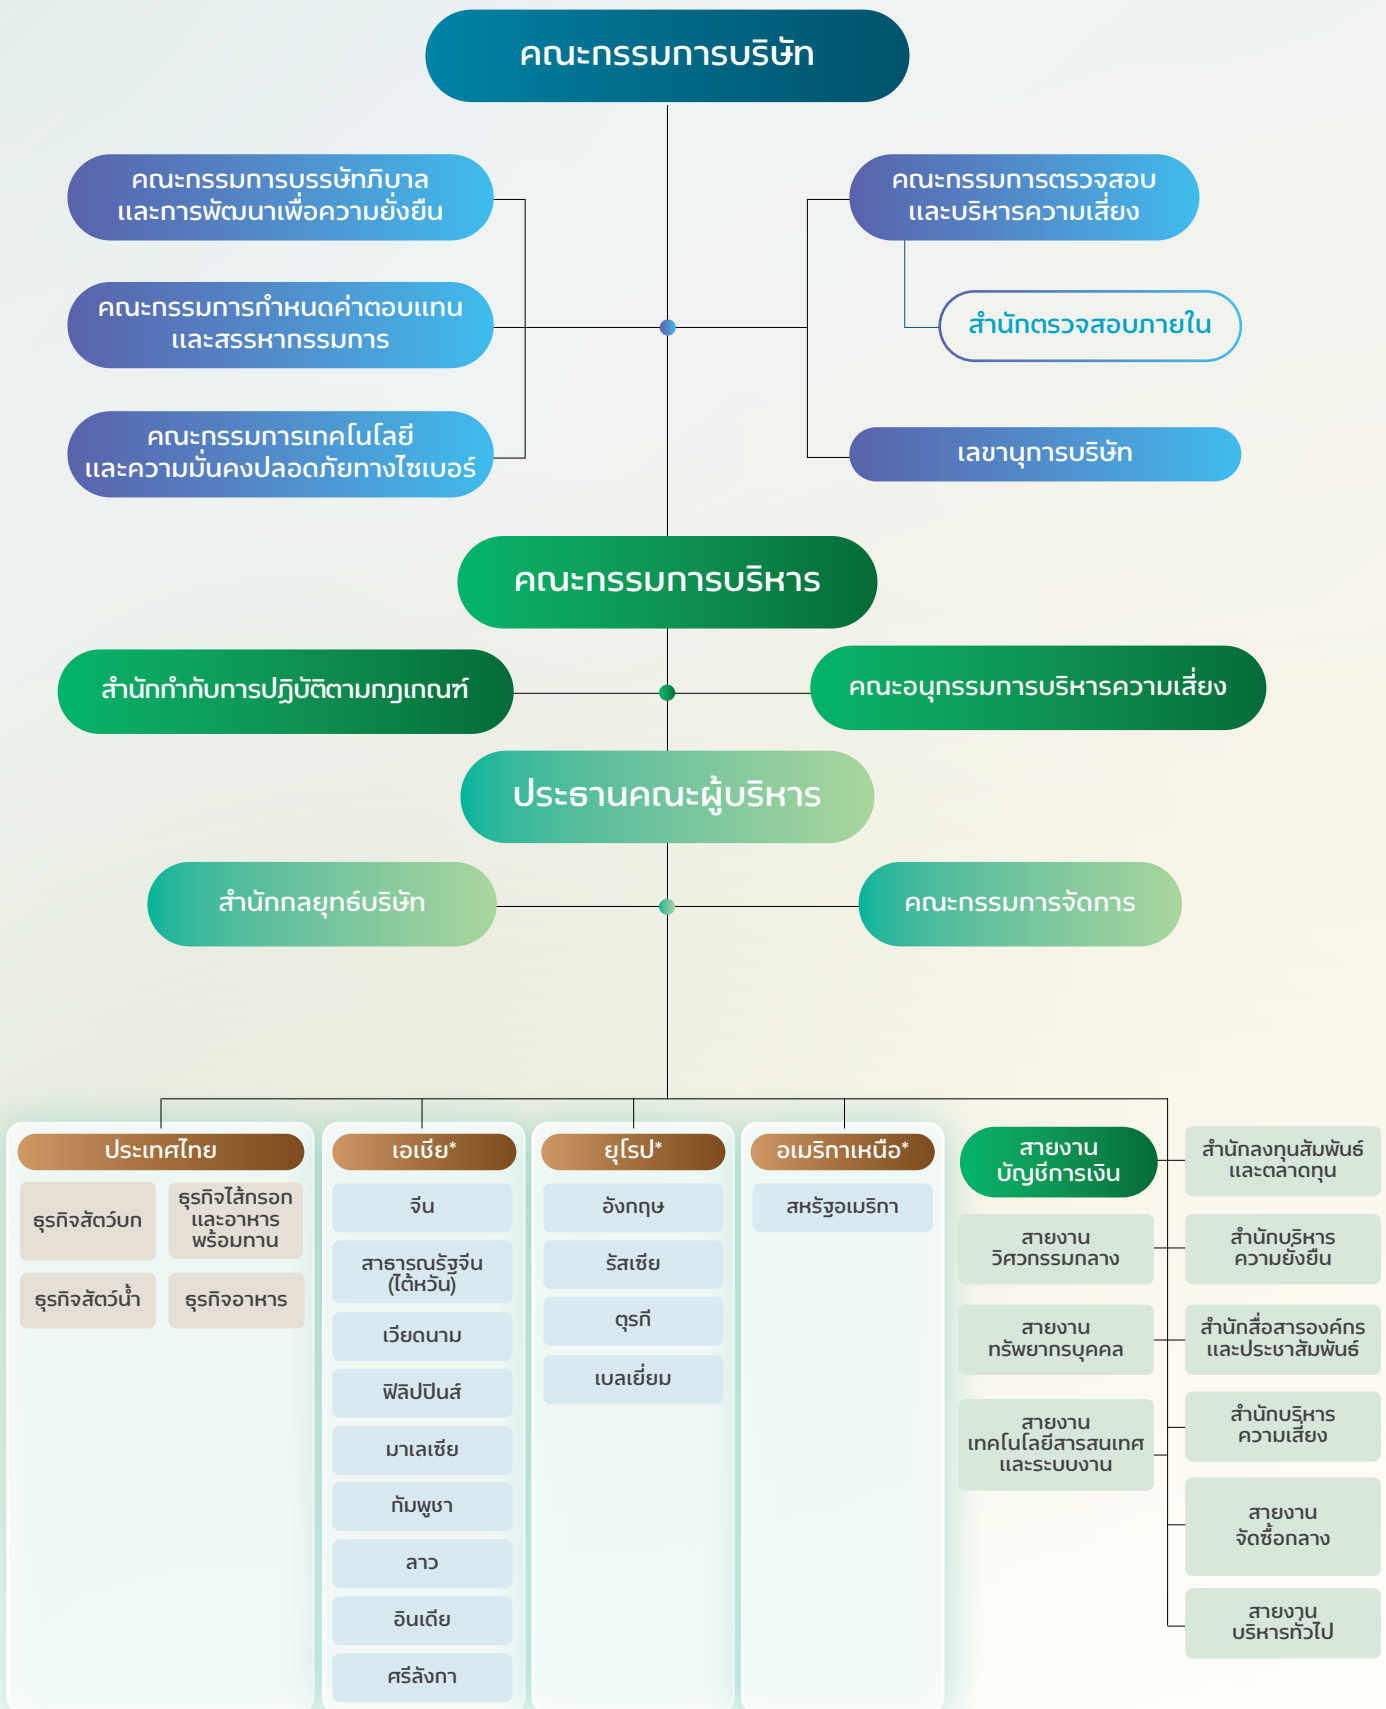 คณะกรรมการบริษัท
คณะกรรมการบรรษัทภิบาล
และการพัฒนาเพื่อความยั่งยืน
คณะกรรมการตรวจสอบ
และบริหารความเสี่ยง
คณะกรรมการกำหนดค่าตอบแทน
และสรรหากรรมการ
สำนักตรวจสอบภายใน
คณะกรรมการเทคโนโลยี
และความมั่นคงปลอดภัยทางไซเบอร์
เลขานุการบริษัท
คณะกรรมการบริหาร
สำนักกำกับการปฏิบัติตามกฎเกณฑ์
คณะอนุกรรมการบริหารความเสี่ยง
ประธานคณะผู้บริหาร
สำนักกลยุทธ์บริษัท
คณะกรรมการจัดการ
ประเทศไทย
ธุรกิจสัตว์บก
ธุรกิจไส้กรอก
และอาหาร
พร้อมทาน
ธุรกิจสัตว์น้ำ
ธุรกิจอาหาร
เอเชีย*
จีน
สาธารณรัฐจีน
(ไต้หวัน)
เวียดนาม
ฟิลิปปินส์
มาเลเซีย
กัมพูชา
ลาว
อินเดีย
ศรีลังกา
ยุโรป*
อังกฤษ
รัสเซีย
ตุรกี
เบลเยี่ยม
อเมริกาเหนือ*
สหรัฐอเมริกา
สายงาน
บัญชีการเงิน
สายงาน
วิศวกรรมกลาง
สายงาน
ทรัพยากรบุคคล
สายงาน
เทคโนโลยีสารสนเทศ
และระบบงาน
สำนักลงทุนสัมพันธ์
และตลาดทุน
สำนักบริหาร
ความยั่งยืน
สำนักสื่อสารองค์กร
และประชาสัมพันธ์
สำนักบริหาร
ความเสี่ยง
สายงาน
จัดซื้อกลาง
สายงาน
บริหารทั่วไป